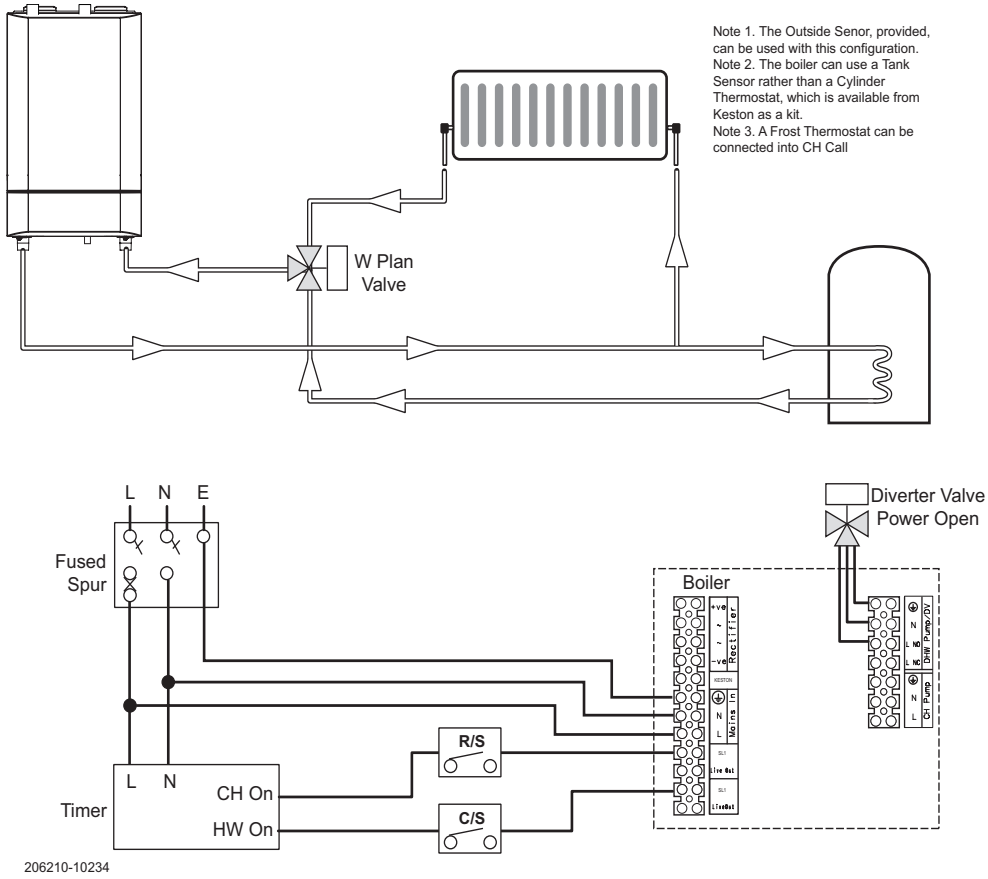 Note 1. The Outside Senor, provided,
can be used with this configuration.
Note 2. The boiler can use a Tank
Sensor rather than a Cylinder
Thermostat, which is available from
Keston as a kit.
Note 3. A Frost Thermostat can be
connected into CH Call
W Plan
Valve
L N E
Fused
Spur
Diverter Valve
Power Open
Boiler
+ve
~
~
-ve
Rectifier
KESTON
N
L
Mains In
SL1
Live Out
SL1
LiveOut
N
L NO
L NC
DHW Pump/DV
N
L
CH Pump
R/S
C/S
L N
CH On
HW On
Timer
206210-10234